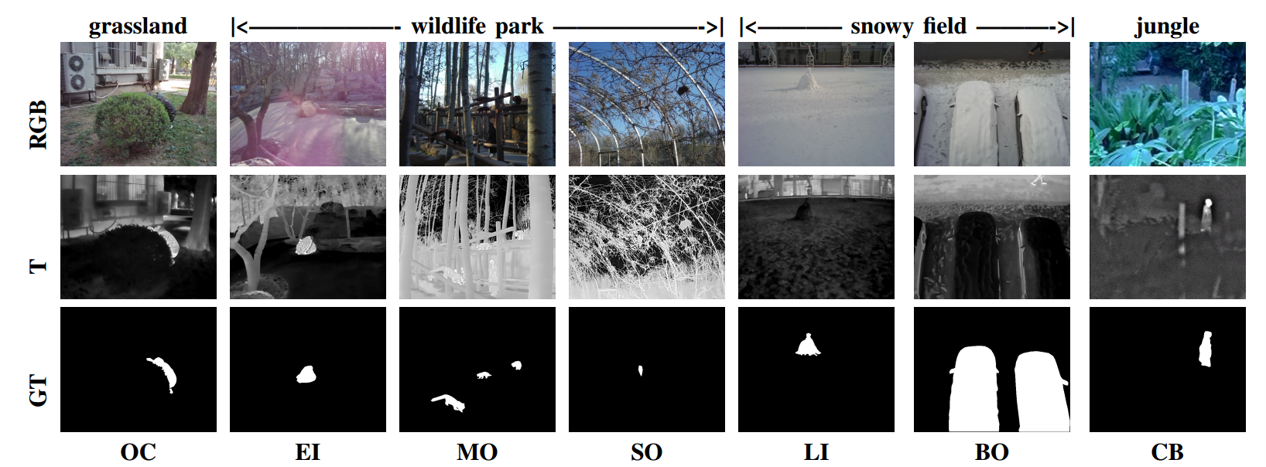 grassland |<——————- wildlife park ——————->| |<———— snowy field ———->| jungle
RGB
T
GT
OC EI MO SO LI BO CB